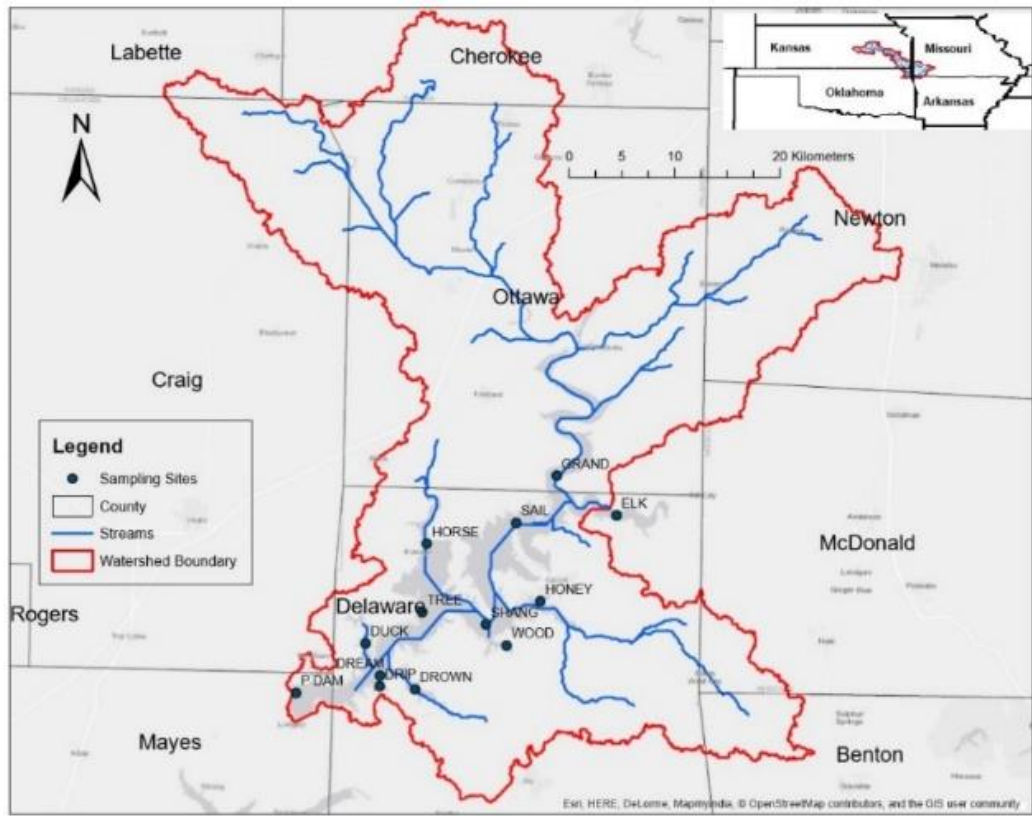 Labette
Cherokee
Kansas
Missouri
Oklahoma
Arkansas
N
0 5 10 20 Kilometers
Newton
Ottawa
Craig
Legend
Sampling Sites
County
Streams
Watershed Boundary
GRAND
ELK
SAIL
HORSE
McDonald
HONEY
Rogers
Delaware
TREE
SHANG
DUCK
WOOD
DREAM
DRIP
DROWN
P.DAM
Mayes
Benton
Esri, HERE, DeLorme, MapmyIndia, © OpenStreetMap contributors, and the GIS user community